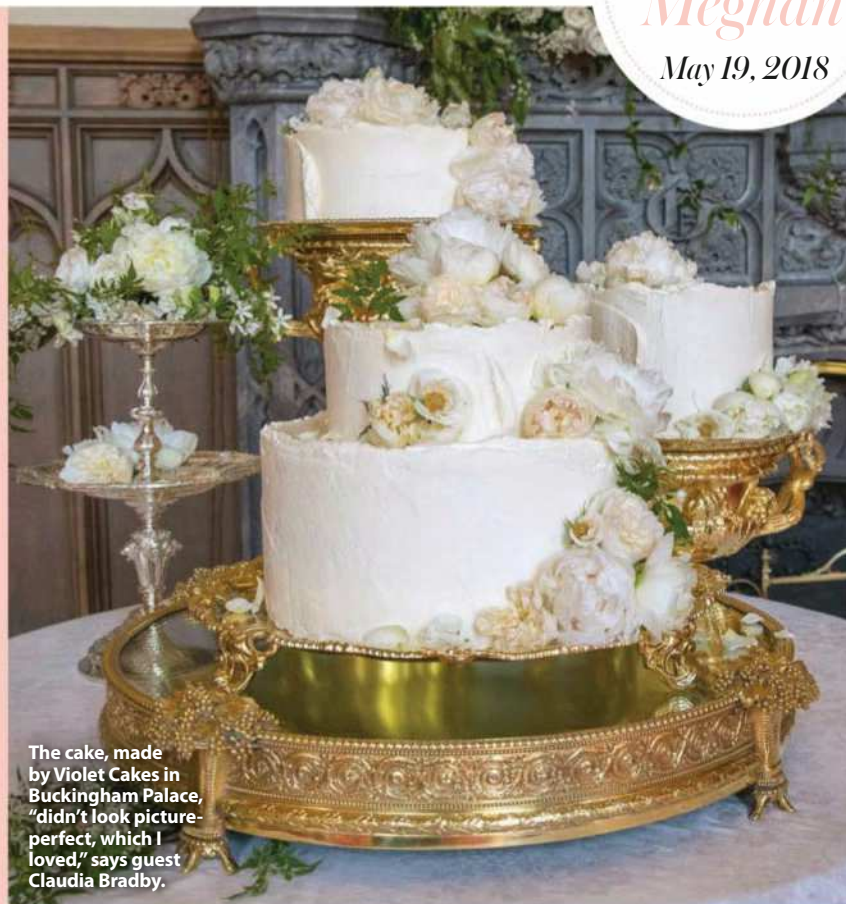 Meghan
May 19, 2018
The cake, made
by Violet Cakes in
Buckingham Palace,
“didn’t look picture-
perfect, which I
loved,” says guest
Claudia Bradby.